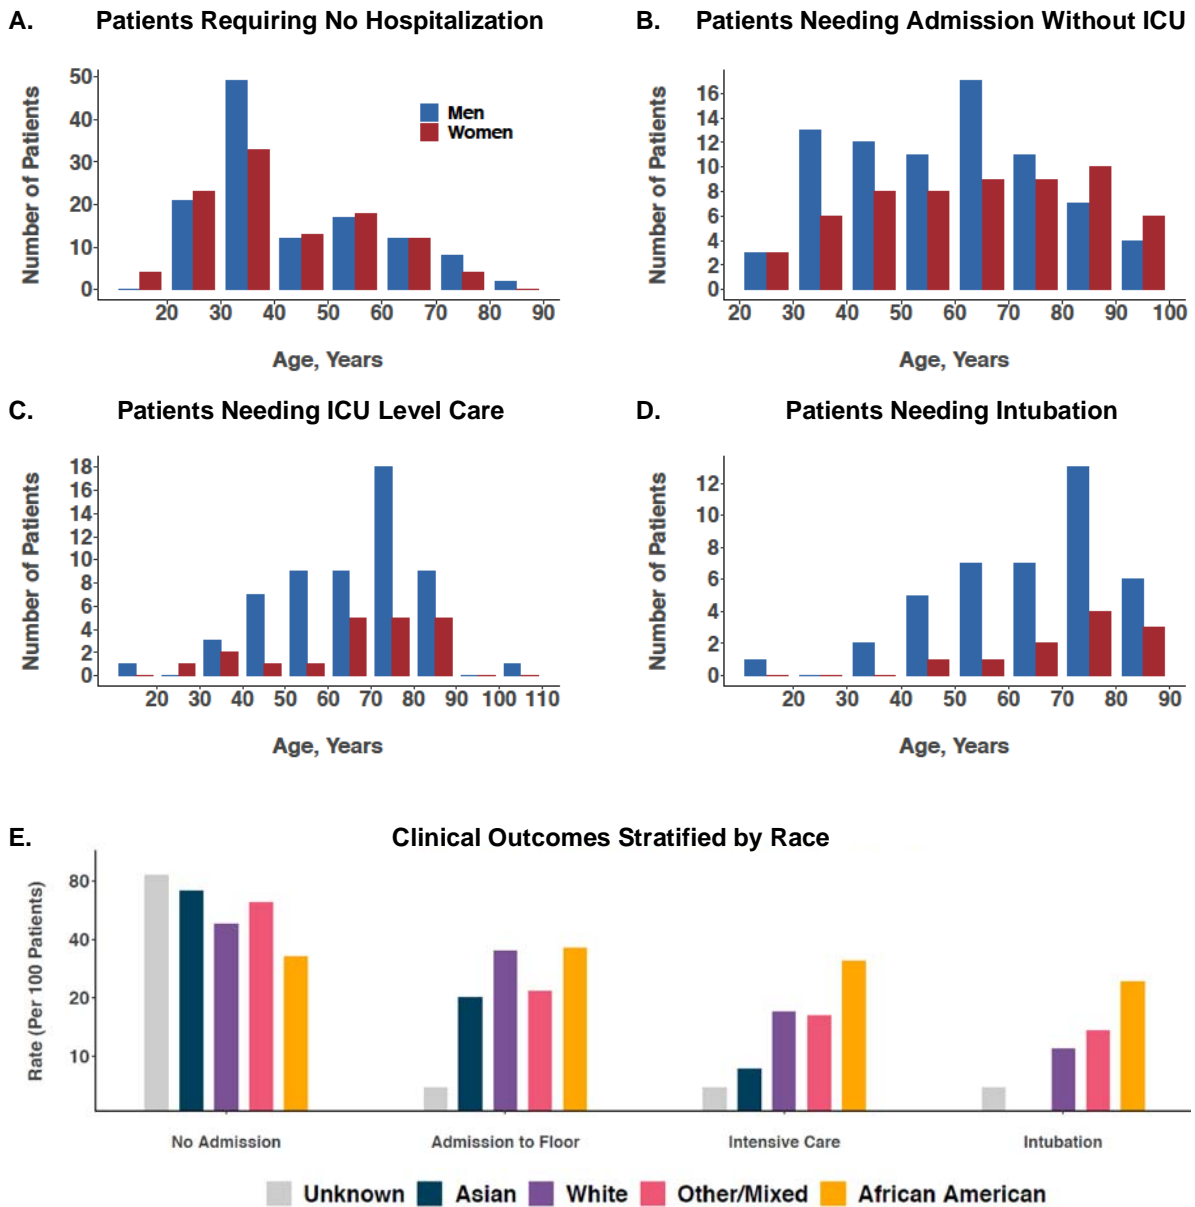 A. Patients Requiring No Hospitalization
Number of Patients
50
40
30
20
10
0
Men
Women
20 30 40 50 60 70 80 90
Age, Years
B. Patients Needing Admission Without ICU
Number of Patients
16
14
12
10
8
6
4
2
0
20 30 40 50 60 70 80 90 100
Age, Years
C. Patients Needing ICU Level Care
Number of Patients
18
16
14
12
10
8
6
4
2
0
20 30 40 50 60 70 80 90 100 110
Age, Years
D. Patients Needing Intubation
Number of Patients
12
10
8
6
4
2
0
20 30 40 50 60 70 80 90
Age, Years
E. Clinical Outcomes Stratified by Race
Rate (Per 100 Patients)
80
40
20
10
No Admission Admission to Floor Intensive Care Intubation
Unknown Asian White Other/Mixed African American